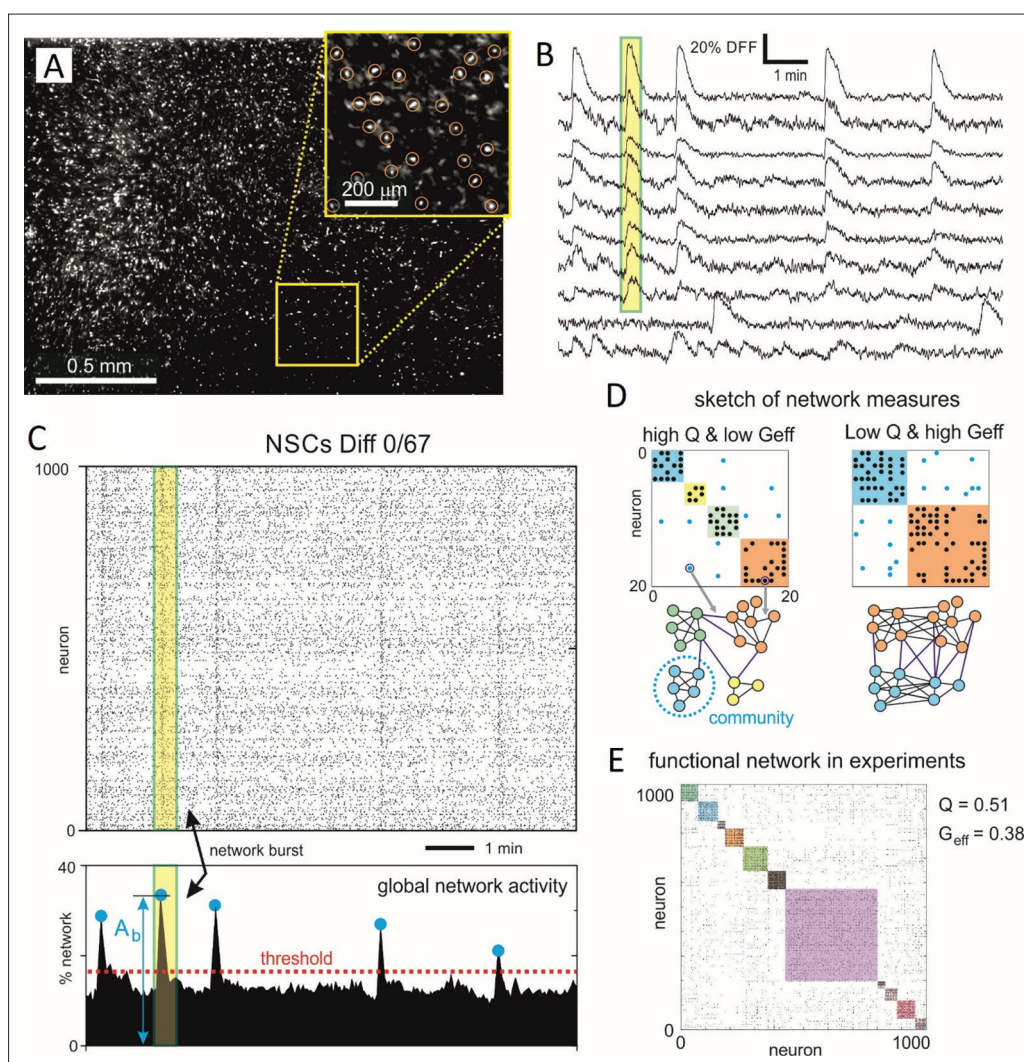 A
200 μm
0.5 mm
B
20% DFF
1 min
C
NSCs Diff 0/67
1000
neuron
0
network burst
1 min
40
global network activity
A_b
threshold
% network
0
D
sketch of network measures
high Q & low Geff
Low Q & high Geff
0
neuron
20
0
20
community
E
functional network in experiments
1000
Q = 0.51
G_eff = 0.38
neuron
0
0
1000
neuron